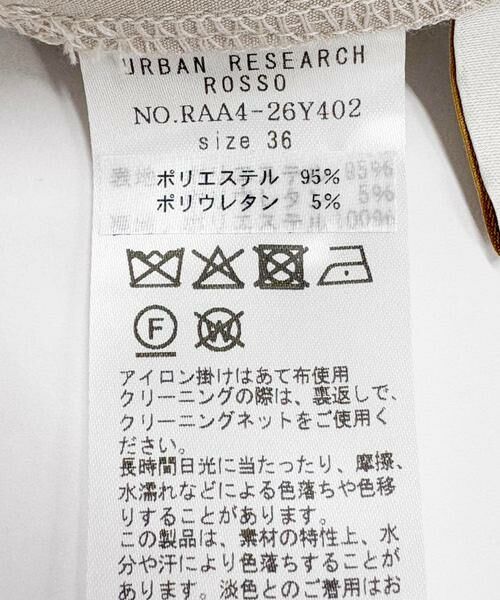 URBAN RESEARCH
ROSSO
NO.RAA4-26Y402
size 36
ポリエステル 95%
ポリウレタン 5%
F
W
アイロン掛けはあて布使用
クリーニングの際は、裏返しで、
クリーニングネットをご使用く
ださい。
長時間日光に当たったり、摩擦、
水濡れなどによる色落ちや色移
りすることがあります。
この製品は、素材の特性上、水
分や汗により色落ちすることが
あります。淡色とのご着用はお